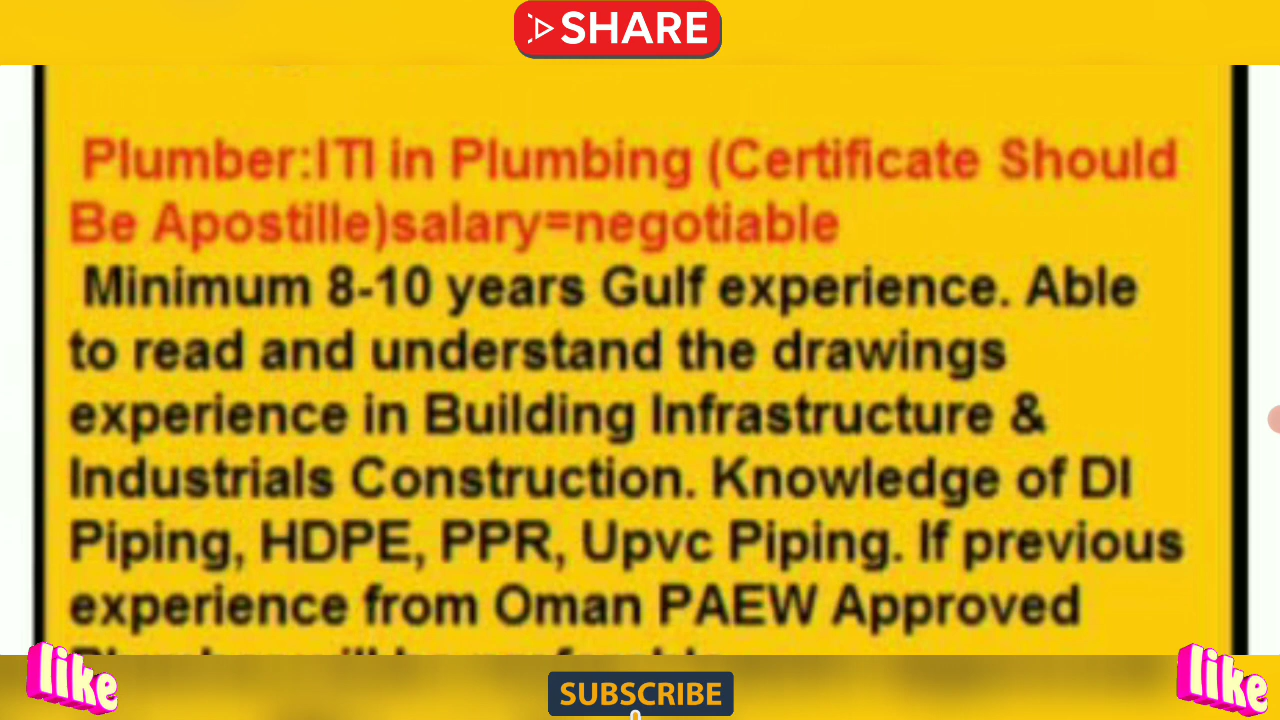 SHARE
Plumber:ITI in Plumbing (Certificate Should
Be Apostille)salary=negotiable
Minimum 8-10 years Gulf experience. Able
to read and understand the drawings
experience in Building Infrastructure &
Industrials Construction. Knowledge of DI
Piping, HDPE, PPR, Upvc Piping. If previous
experience from Oman PAEW Approved
like
SUBSCRIBE
like